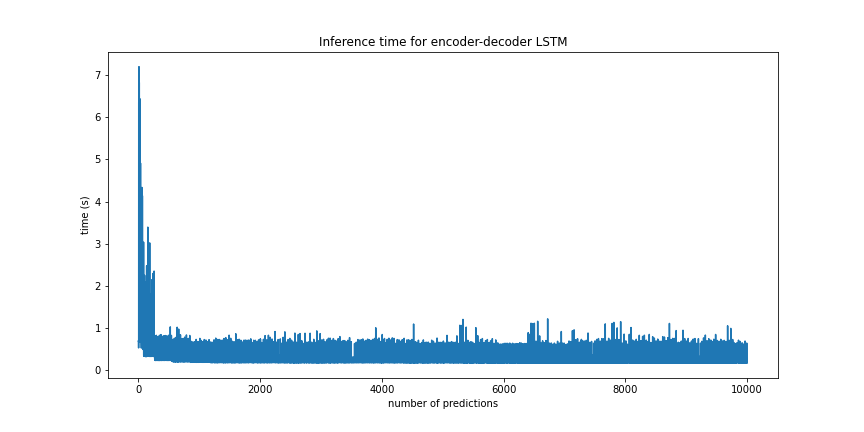 Inference time for encoder-decoder LSTM
7
6
5
4
3
2
1
0
time (s)
0 2000 4000 6000 8000 10000
number of predictions